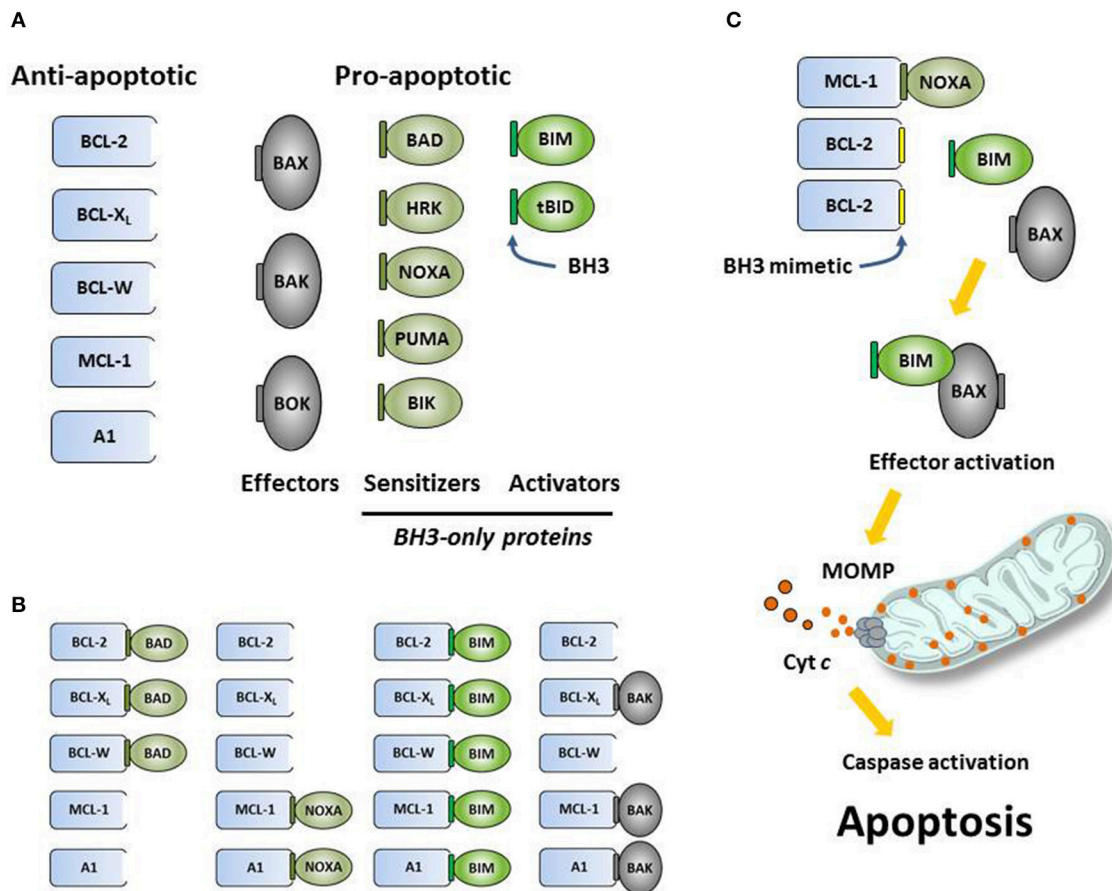 A
Anti-apoptotic
Pro-apoptotic
BCL-2
BCL-XL
BCL-W
MCL-1
A1
BAX
BAK
BOK
BAD
HRK
NOXA
PUMA
BIK
BIM
tBID
BH3
Effectors Sensitizers Activators
BH3-only proteins
B
BCL-2 BAD BCL-2 BCL-2 BIM BCL-2
BCL-XL BAD BCL-XL BCL-XL BIM BCL-XL BAK
BCL-W BAD BCL-W BCL-W BIM BCL-W
MCL-1 MCL-1 NOXA MCL-1 BIM MCL-1 BAK
A1 A1 NOXA A1 BIM A1 BAK
C
MCL-1 NOXA
BCL-2
BIM
BCL-2
BAX
BH3 mimetic
BIM
BAX
Effector activation
MOMP
Cyt c
Caspase activation
Apoptosis